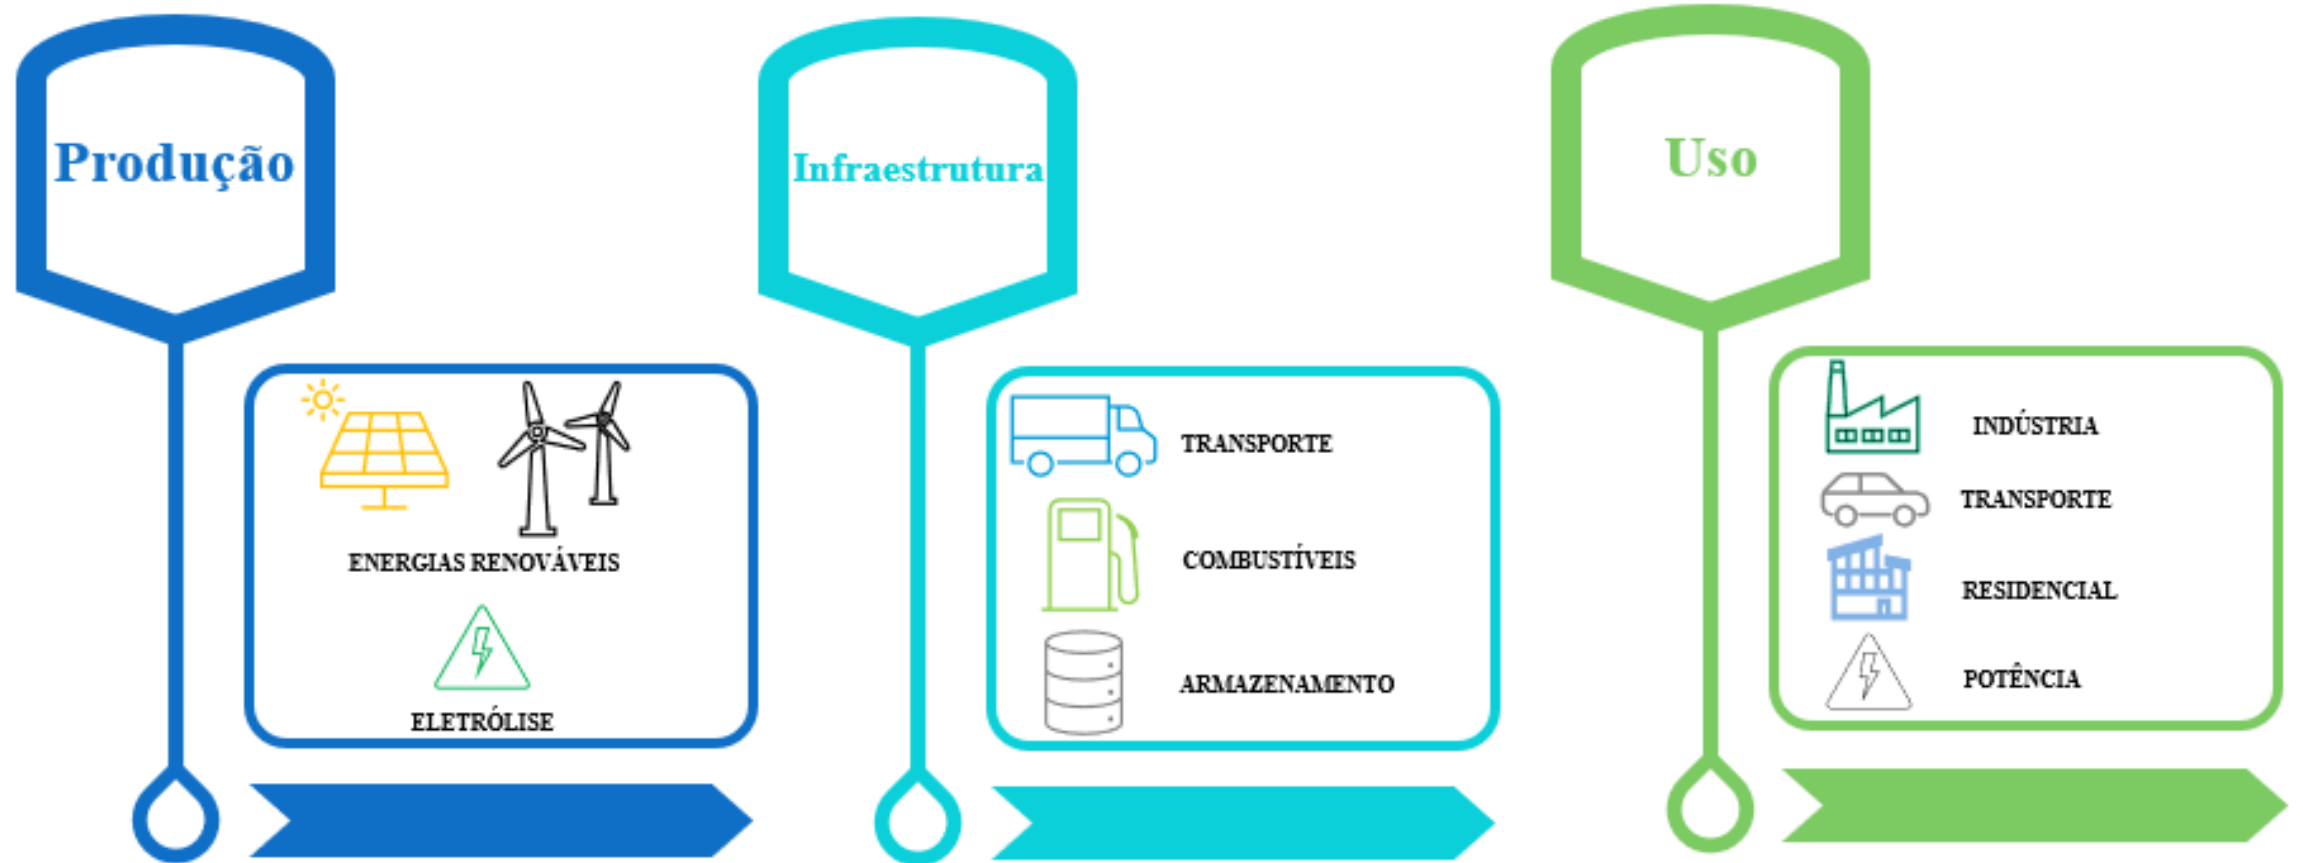 Produção
ENERGIAS RENOVÁVEIS
ELETRÓLISE
Infraestrutura
TRANSPORTE
COMBUSTÍVEIS
ARMAZENAMENTO
Uso
INDÚSTRIA
TRANSPORTE
RESIDENCIAL
POTÊNCIA